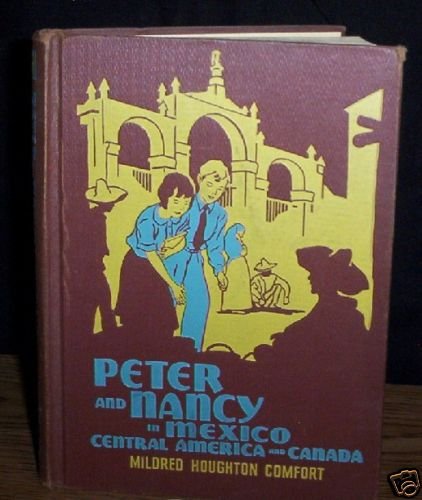 PETER
AND NANCY
in MEXICO
CENTRAL AMERICA AND CANADA
MILDRED HOUGHTON COMFORT